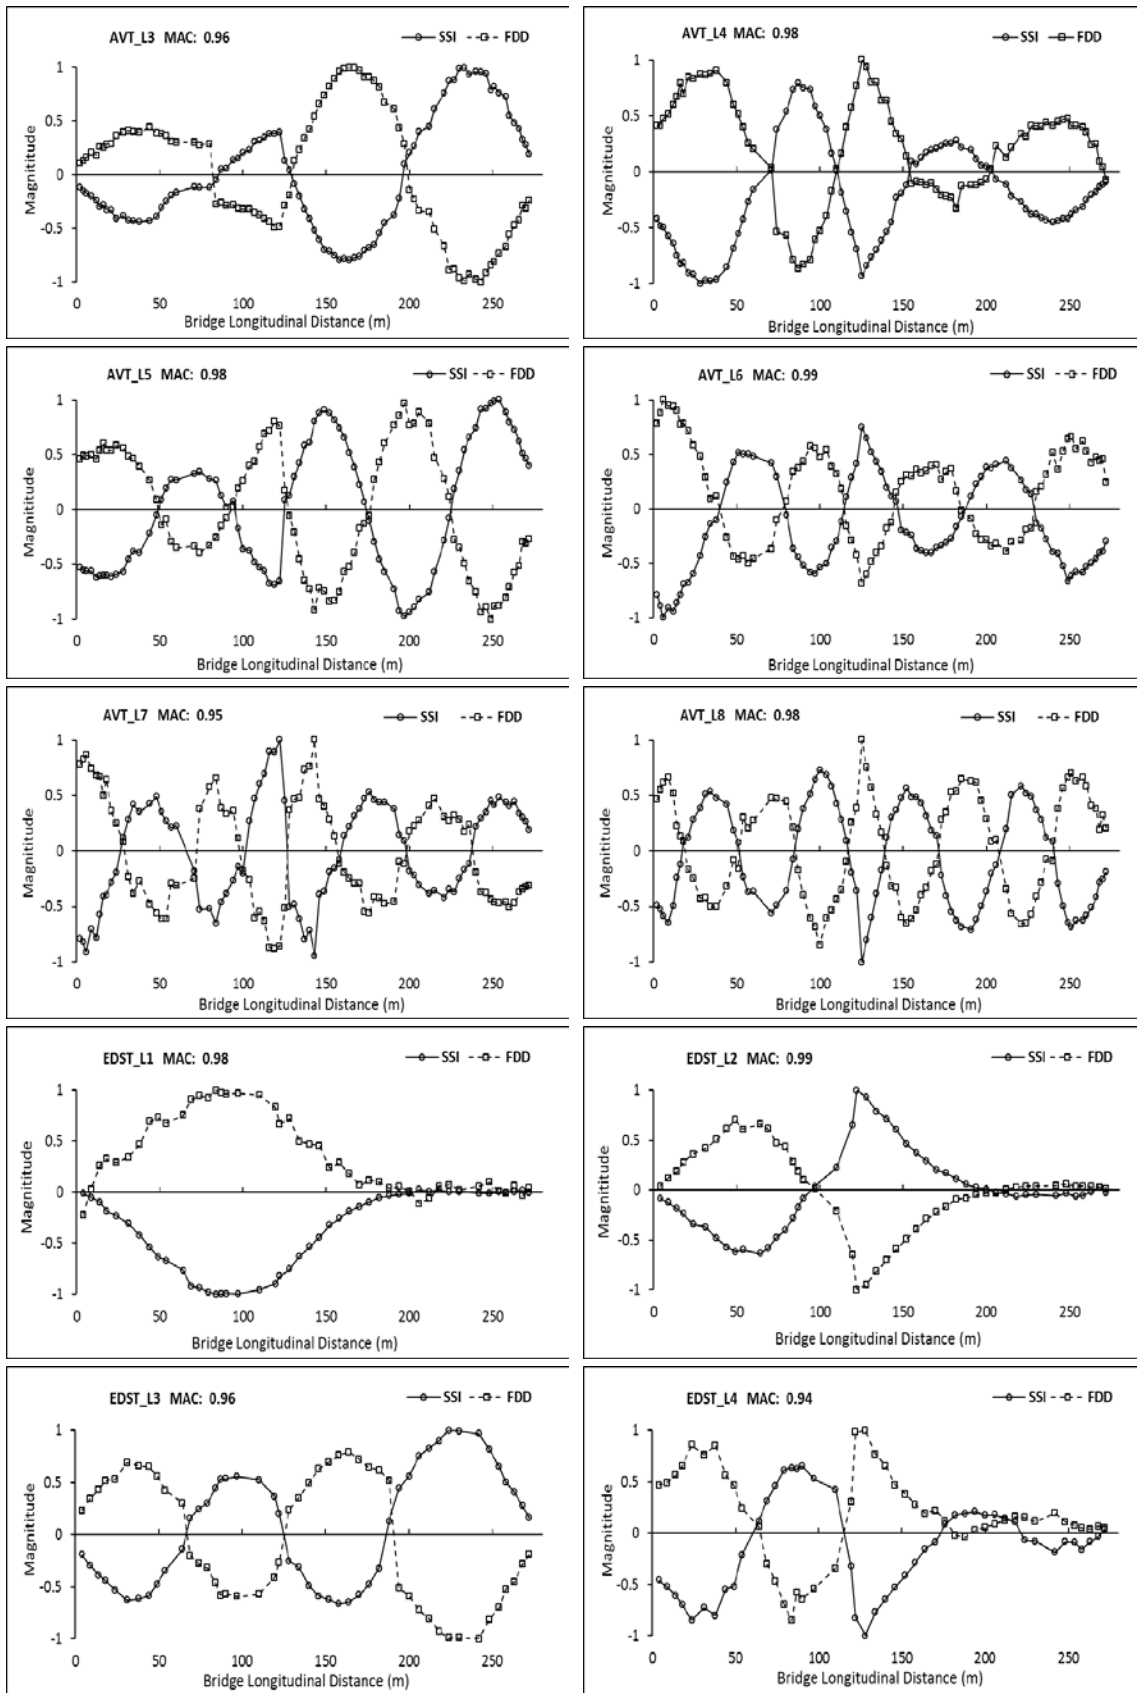 AVT_L3 MAC: 0.96 SSI FDD
1
0.5
0
-0.5
-1
Magnititude
0 50 100 150 200 250
Bridge Longitudinal Distance (m)
AVT_L4 MAC: 0.98 SSI FDD
1
0.5
0
-0.5
-1
Magnititude
0 50 100 150 200 250
Bridge Longitudinal Distance (m)
AVT_L5 MAC: 0.98 SSI FDD
1
0.5
0
-0.5
-1
Magnititude
0 50 100 150 200 250
Bridge Longitudinal Distance (m)
AVT_L6 MAC: 0.99 SSI FDD
1
0.5
0
-0.5
-1
Magnititude
0 50 100 150 200 250
Bridge Longitudinal Distance (m)
AVT_L7 MAC: 0.95 SSI FDD
1
0.5
0
-0.5
-1
Magnititude
0 50 100 150 200 250
Bridge Longitudinal Distance (m)
AVT_L8 MAC: 0.98 SSI FDD
1
0.5
0
-0.5
-1
Magnititude
0 50 100 150 200 250
Bridge Longitudinal Distance (m)
EDST_L1 MAC: 0.98 SSI FDD
1
0.5
0
-0.5
-1
Magnititude
0 50 100 150 200 250
Bridge Longitudinal Distance (m)
EDST_L2 MAC: 0.99 SSI FDD
1
0.5
0
-0.5
-1
Magnititude
0 50 100 150 200 250
Bridge Longitudinal Distance (m)
EDST_L3 MAC: 0.96 SSI FDD
1
0.5
0
-0.5
-1
Magnititude
0 50 100 150 200 250
Bridge Longitudinal Distance (m)
EDST_L4 MAC: 0.94 SSI FDD
1
0.5
0
-0.5
-1
Magnititude
0 50 100 150 200 250
Bridge Longitudinal Distance (m)